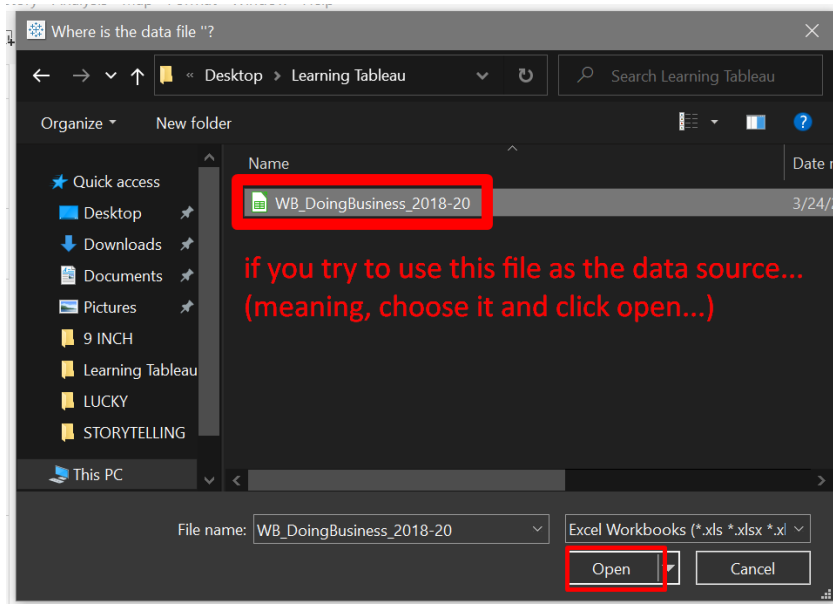 Where is the data file ''?
« Desktop > Learning Tableau
Search Learning Tableau
Organize
New folder
Name
Date
Quick access
WB_DoingBusiness_2018-20
3/24/
Desktop
Downloads
if you try to use this file as the data source...
Documents
(meaning, choose it and click open...)
Pictures
9 INCH
Learning Tableau
LUCKY
STORYTELLING
This PC
File name: WB_DoingBusiness_2018-20
Excel Workbooks (*.xls *.xlsx *.xl
Open
Cancel